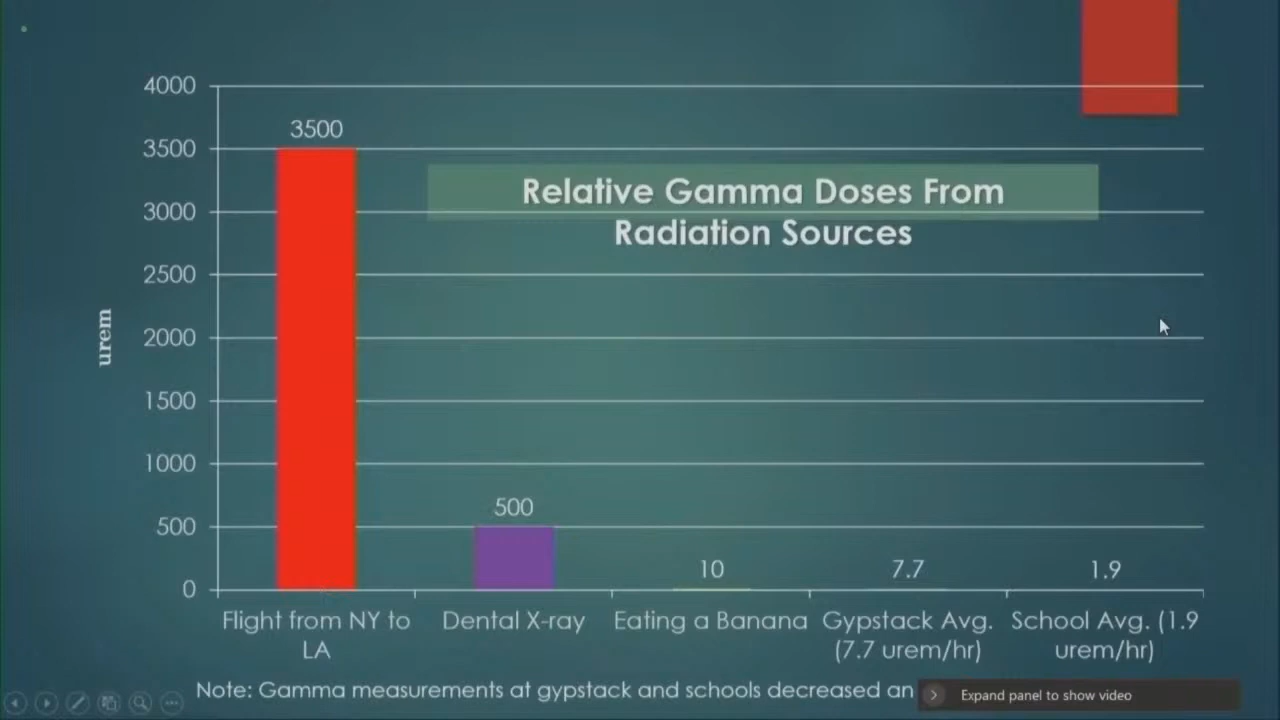 4000
3500
3500
Relative Gamma Doses From
3000
Radiation Sources
2500
urem
2000
1500
1000
500
500
10
7.7
1.9
0
Flight from NY to
LA
Dental X-ray
Eating a Banana
Gypstack Avg.
(7.7 urem/hr)
School Avg. (1.9
urem/hr)
Note: Gamma measurements at gypstack and schools decreased an
Expand panel to show video